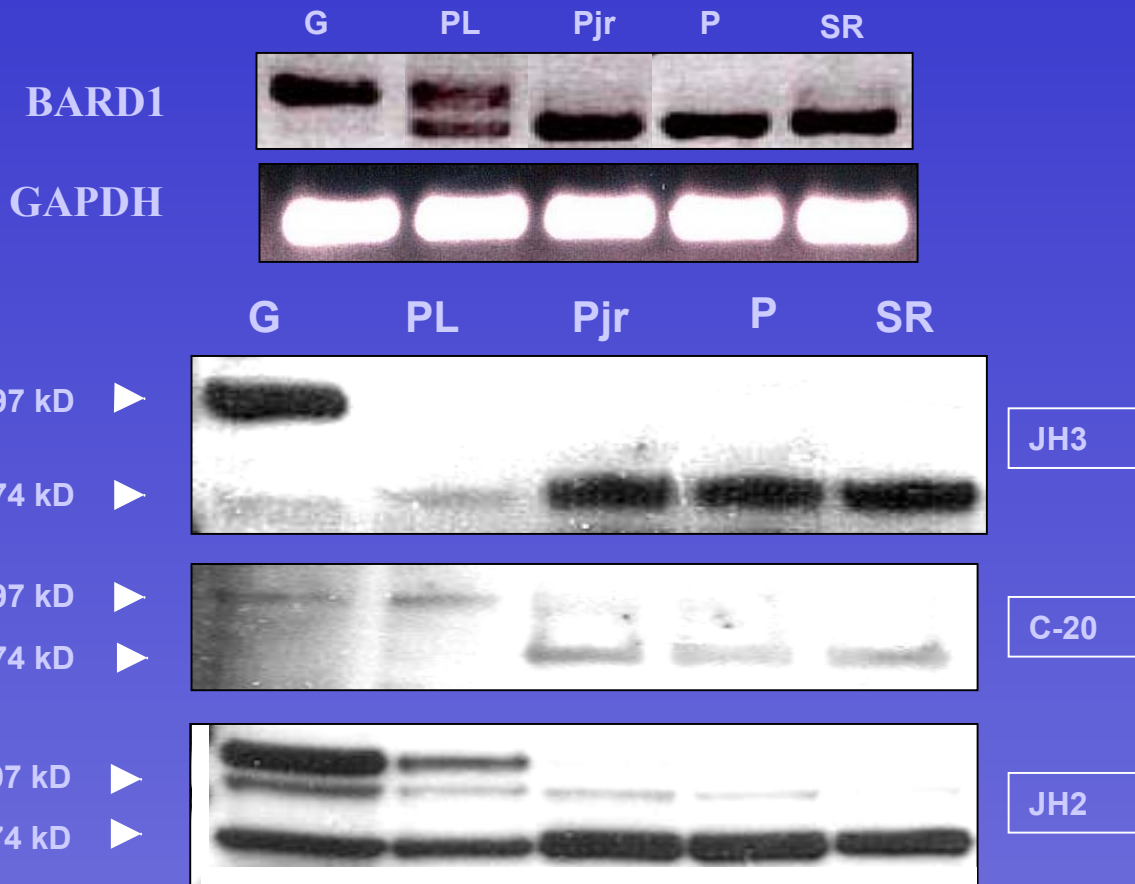 G PL Pjr P SR
BARD1
GAPDH
G PL Pjr P SR
97 kD
JH3
74 kD
97 kD
C-20
74 kD
97 kD
JH2
74 kD